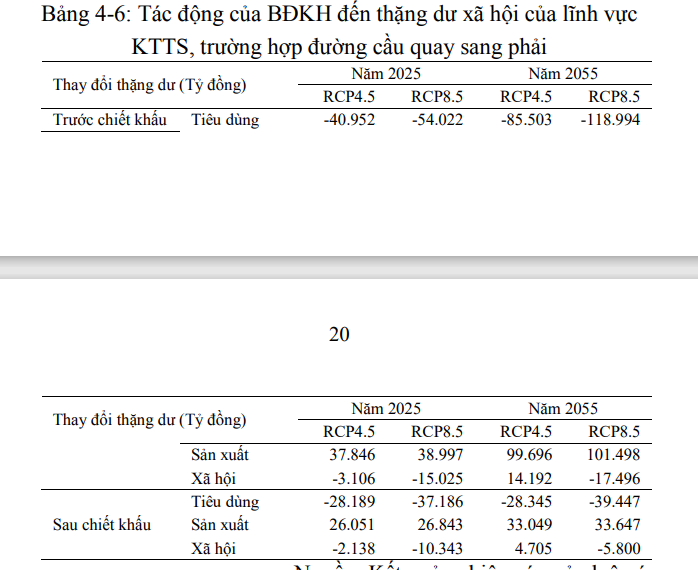 Bảng 4-6: Tác động của BĐKH đến thặng dư xã hội của lĩnh vực
KTTS, trường hợp đường cầu quay sang phải
Thay đổi thặng dư (Tỷ đồng) Năm 2025 Năm 2055
RCP4.5 RCP8.5 RCP4.5 RCP8.5
Trước chiết khấu Tiêu dùng -40.952 -54.022 -85.503 -118.994
20
Thay đổi thặng dư (Tỷ đồng) Năm 2025 Năm 2055
RCP4.5 RCP8.5 RCP4.5 RCP8.5
Sản xuất 37.846 38.997 99.696 101.498
Xã hội -3.106 -15.025 14.192 -17.496
Tiêu dùng -28.189 -37.186 -28.345 -39.447
Sau chiết khấu Sản xuất 26.051 26.843 33.049 33.647
Xã hội -2.138 -10.343 4.705 -5.800